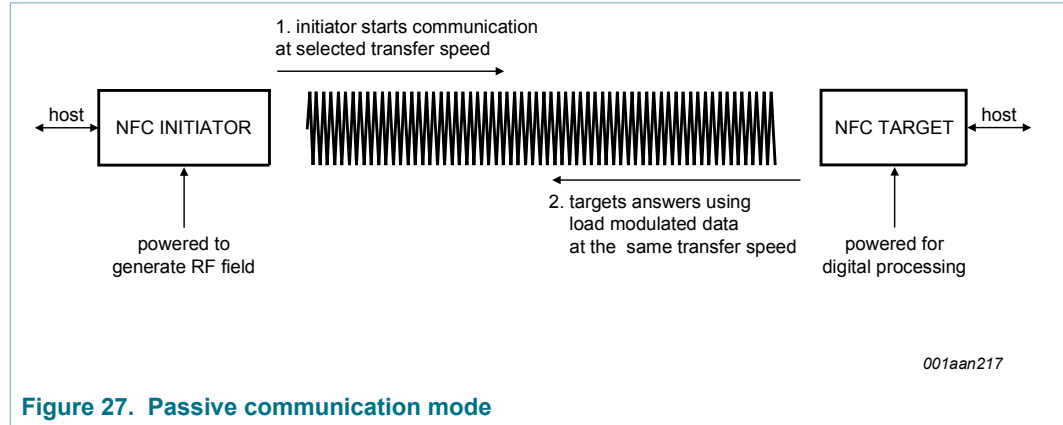 1. initiator starts communication
at selected transfer speed
host
NFC INITIATOR
NFC TARGET
host
2. targets answers using
load modulated data
at the same transfer speed
powered to
generate RF field
powered for
digital processing
001aan217
Figure 27. Passive communication mode